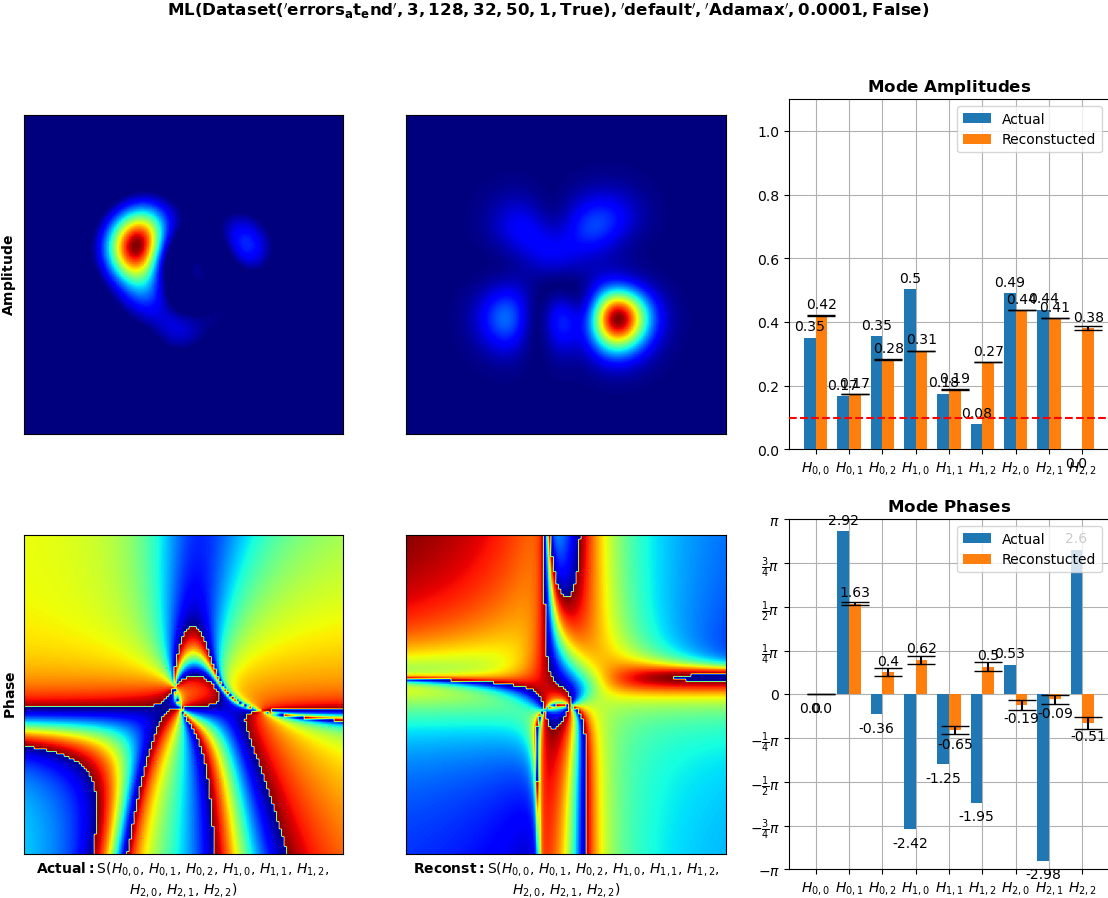 ML(Dataset('errors_at_end', 3, 128, 32, 50, 1, True), 'default', 'Adamax', 0.0001, False)
Amplitude
Mode Amplitudes
Actual
Reconstucted
1.0
0.8
0.6
0.4
0.2
0.0
0.35
0.42
0.17
0.17
0.35
0.28
0.5
0.31
0.18
0.19
0.08
0.27
0.49
0.44
0.44
0.41
0.0
0.38
H0,0 H0,1 H0,2 H1,0 H1,1 H1,2 H2,0 H2,1 H2,2
Phase
Mode Phases
Actual
Reconstucted
π
3/4π
1/2π
1/4π
0
−1/4π
−1/2π
−3/4π
−π
0.0
0.0
2.92
1.63
-0.36
0.4
-2.42
0.62
-1.25
-0.65
-1.95
0.5
0.53
-0.19
-2.98
-0.09
2.6
-0.51
H0,0 H0,1 H0,2 H1,0 H1,1 H1,2 H2,0 H2,1 H2,2
Actual: S(H0,0, H0,1, H0,2, H1,0, H1,1, H1,2,
H2,0, H2,1, H2,2)
Reconst: S(H0,0, H0,1, H0,2, H1,0, H1,1, H1,2,
H2,0, H2,1, H2,2)